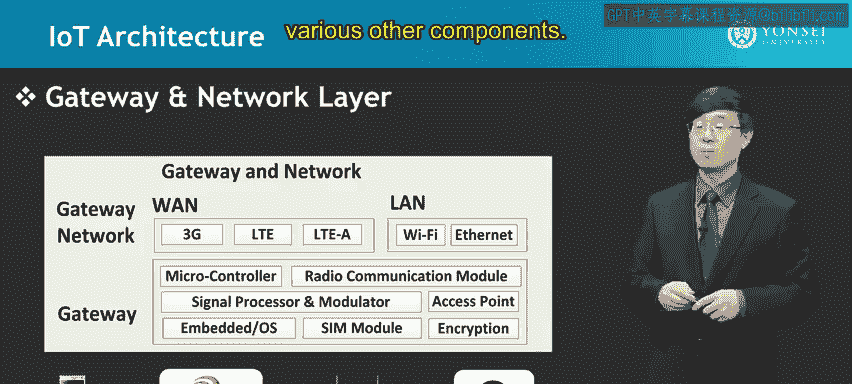 IoT Architecture
various other components.
GPT中英字幕课程资源@bilibili.com
YONSEI
UNIVERSITY
❖ Gateway & Network Layer
Gateway and Network
Gateway Network
WAN
LAN
3G
LTE
LTE-A
Wi-Fi
Ethernet
Gateway
Micro-Controller
Radio Communication Module
Signal Processor & Modulator
Access Point
Embedded/OS
SIM Module
Encryption